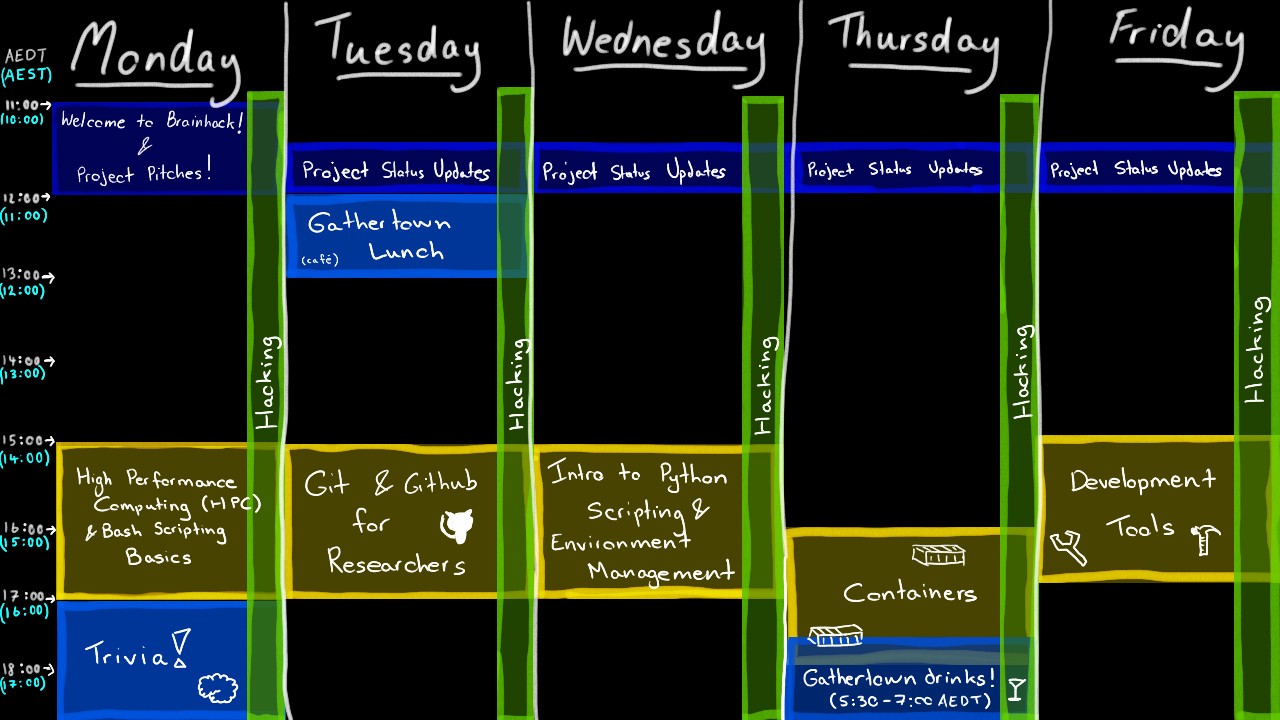 Monday
Tuesday
Wednesday
Thursday
Friday
AEDT
(AEST)
11:00→
(10:00)
12:00→
(11:00)
13:00→
(12:00)
14:00→
(13:00)
15:00→
(14:00)
16:00→
(15:00)
17:00→
(16:00)
18:00→
(17:00)
Welcome to Brainhack!
&
Project Pitches!
Hacking
High Performance
Computing (HPC)
& Bash Scripting
Basics
Trivia!
Project Status Updates
Gathertown
(café) Lunch
Hacking
Git & Github
for
Researchers
Project Status Updates
Hacking
Intro to Python
Scripting &
Environment
Management
Project Status Updates
Hacking
Containers
Gathertown drinks!
(5:30-7:00 AEDT)
Project Status Updates
Hacking
Development
Tools